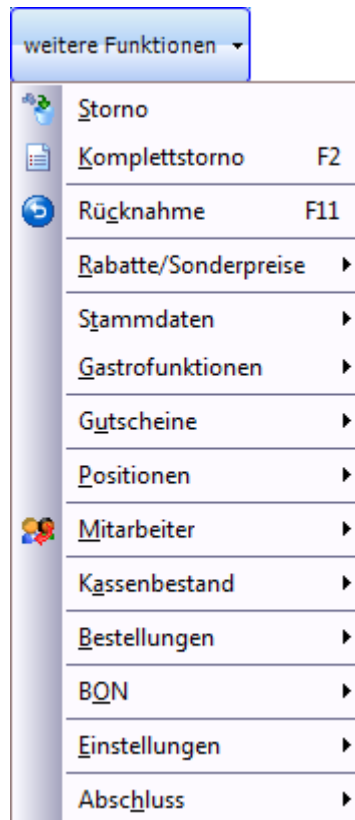 weitere Funktionen
Storno
Komplettstorno F2
Rücknahme F11
Rabatte/Sonderpreise
Stammdaten
Gastrofunktionen
Gutscheine
Positionen
Mitarbeiter
Kassenbestand
Bestellungen
BON
Einstellungen
Abschluss